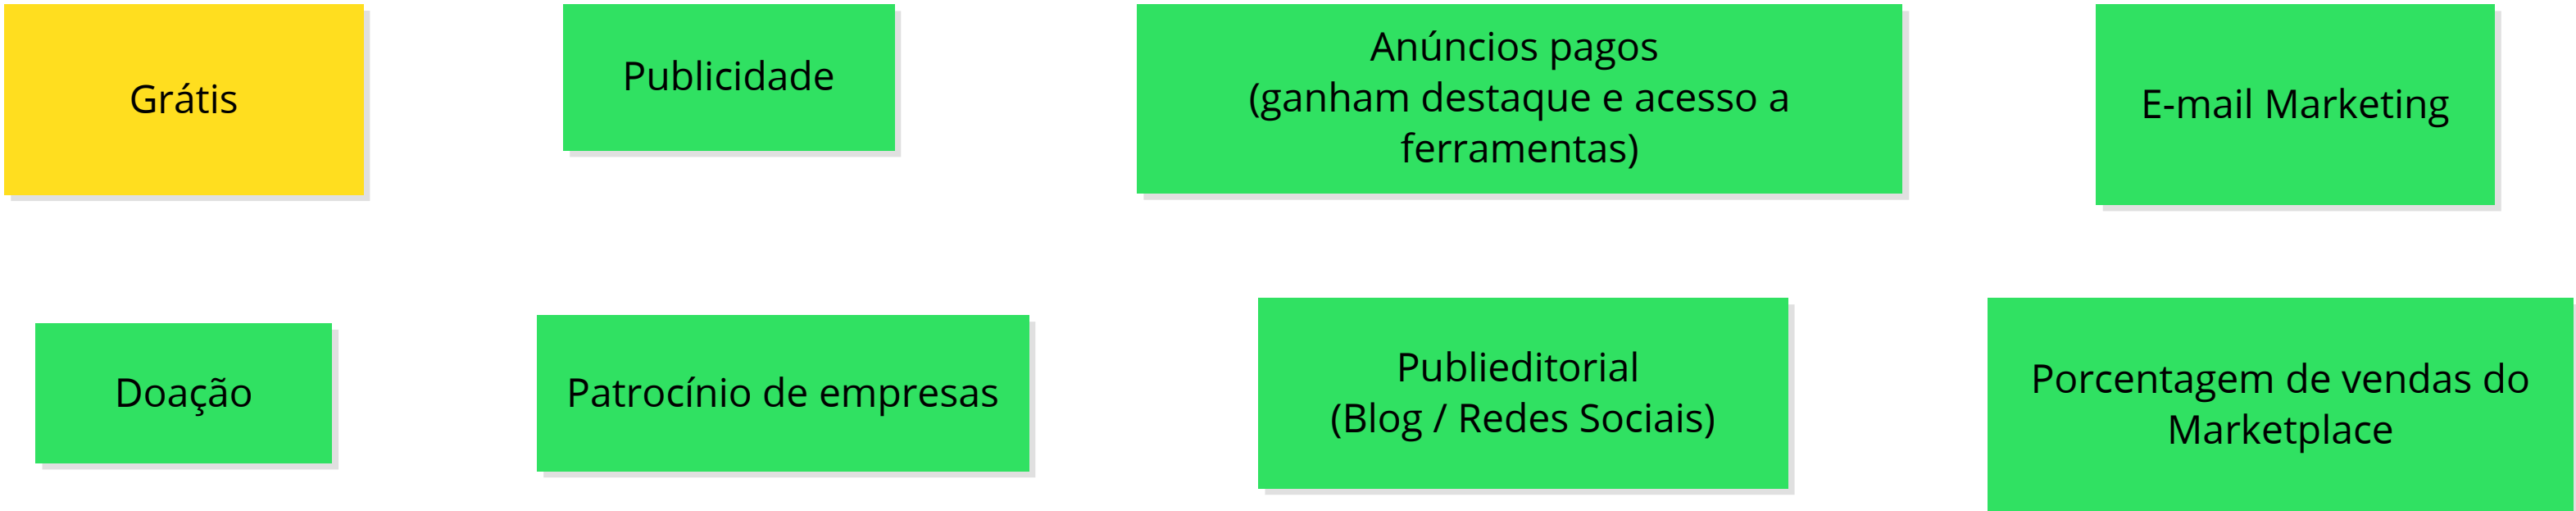 Grátis
Publicidade
Anúncios pagos
(ganham destaque e acesso a
ferramentas)
E-mail Marketing
Doação
Patrocínio de empresas
Publieditorial
(Blog / Redes Sociais)
Porcentagem de vendas do
Marketplace